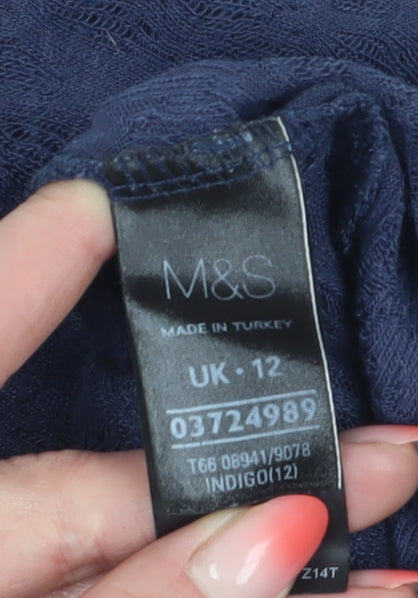 M&S
MADE IN TURKEY
UK · 12
03724989
T66 08941/9078
INDIGO(12)
Z14T